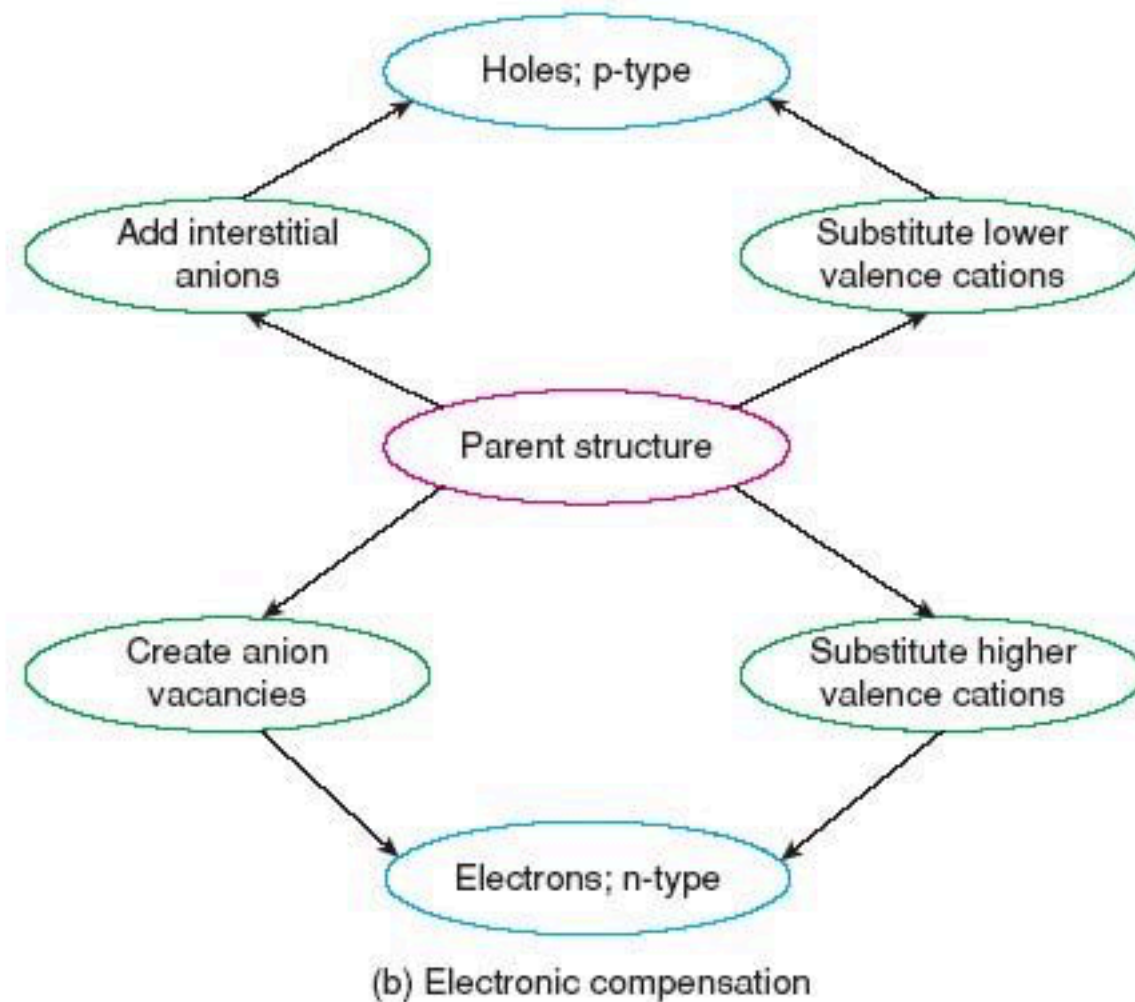 Holes; p-type
Add interstitial
anions
Substitute lower
valence cations
Parent structure
Create anion
vacancies
Substitute higher
valence cations
Electrons; n-type
(b) Electronic compensation